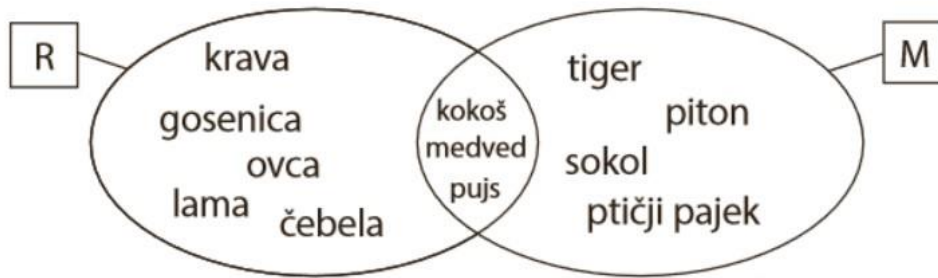 R
krava
gosenica
ovca
lama
čebela
kokoš
medved
pujs
tiger
piton
sokol
ptičji pajek
M